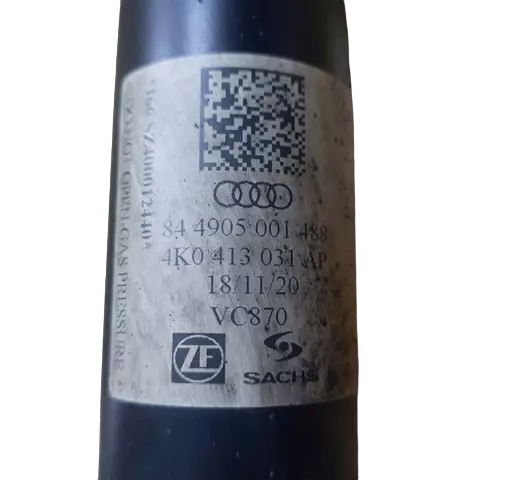 84 4905 001 488
4K0 413 031 AP
18/11/20
VC870
ZF
SACHS
DO NOT OPEN GAS PRESSURE